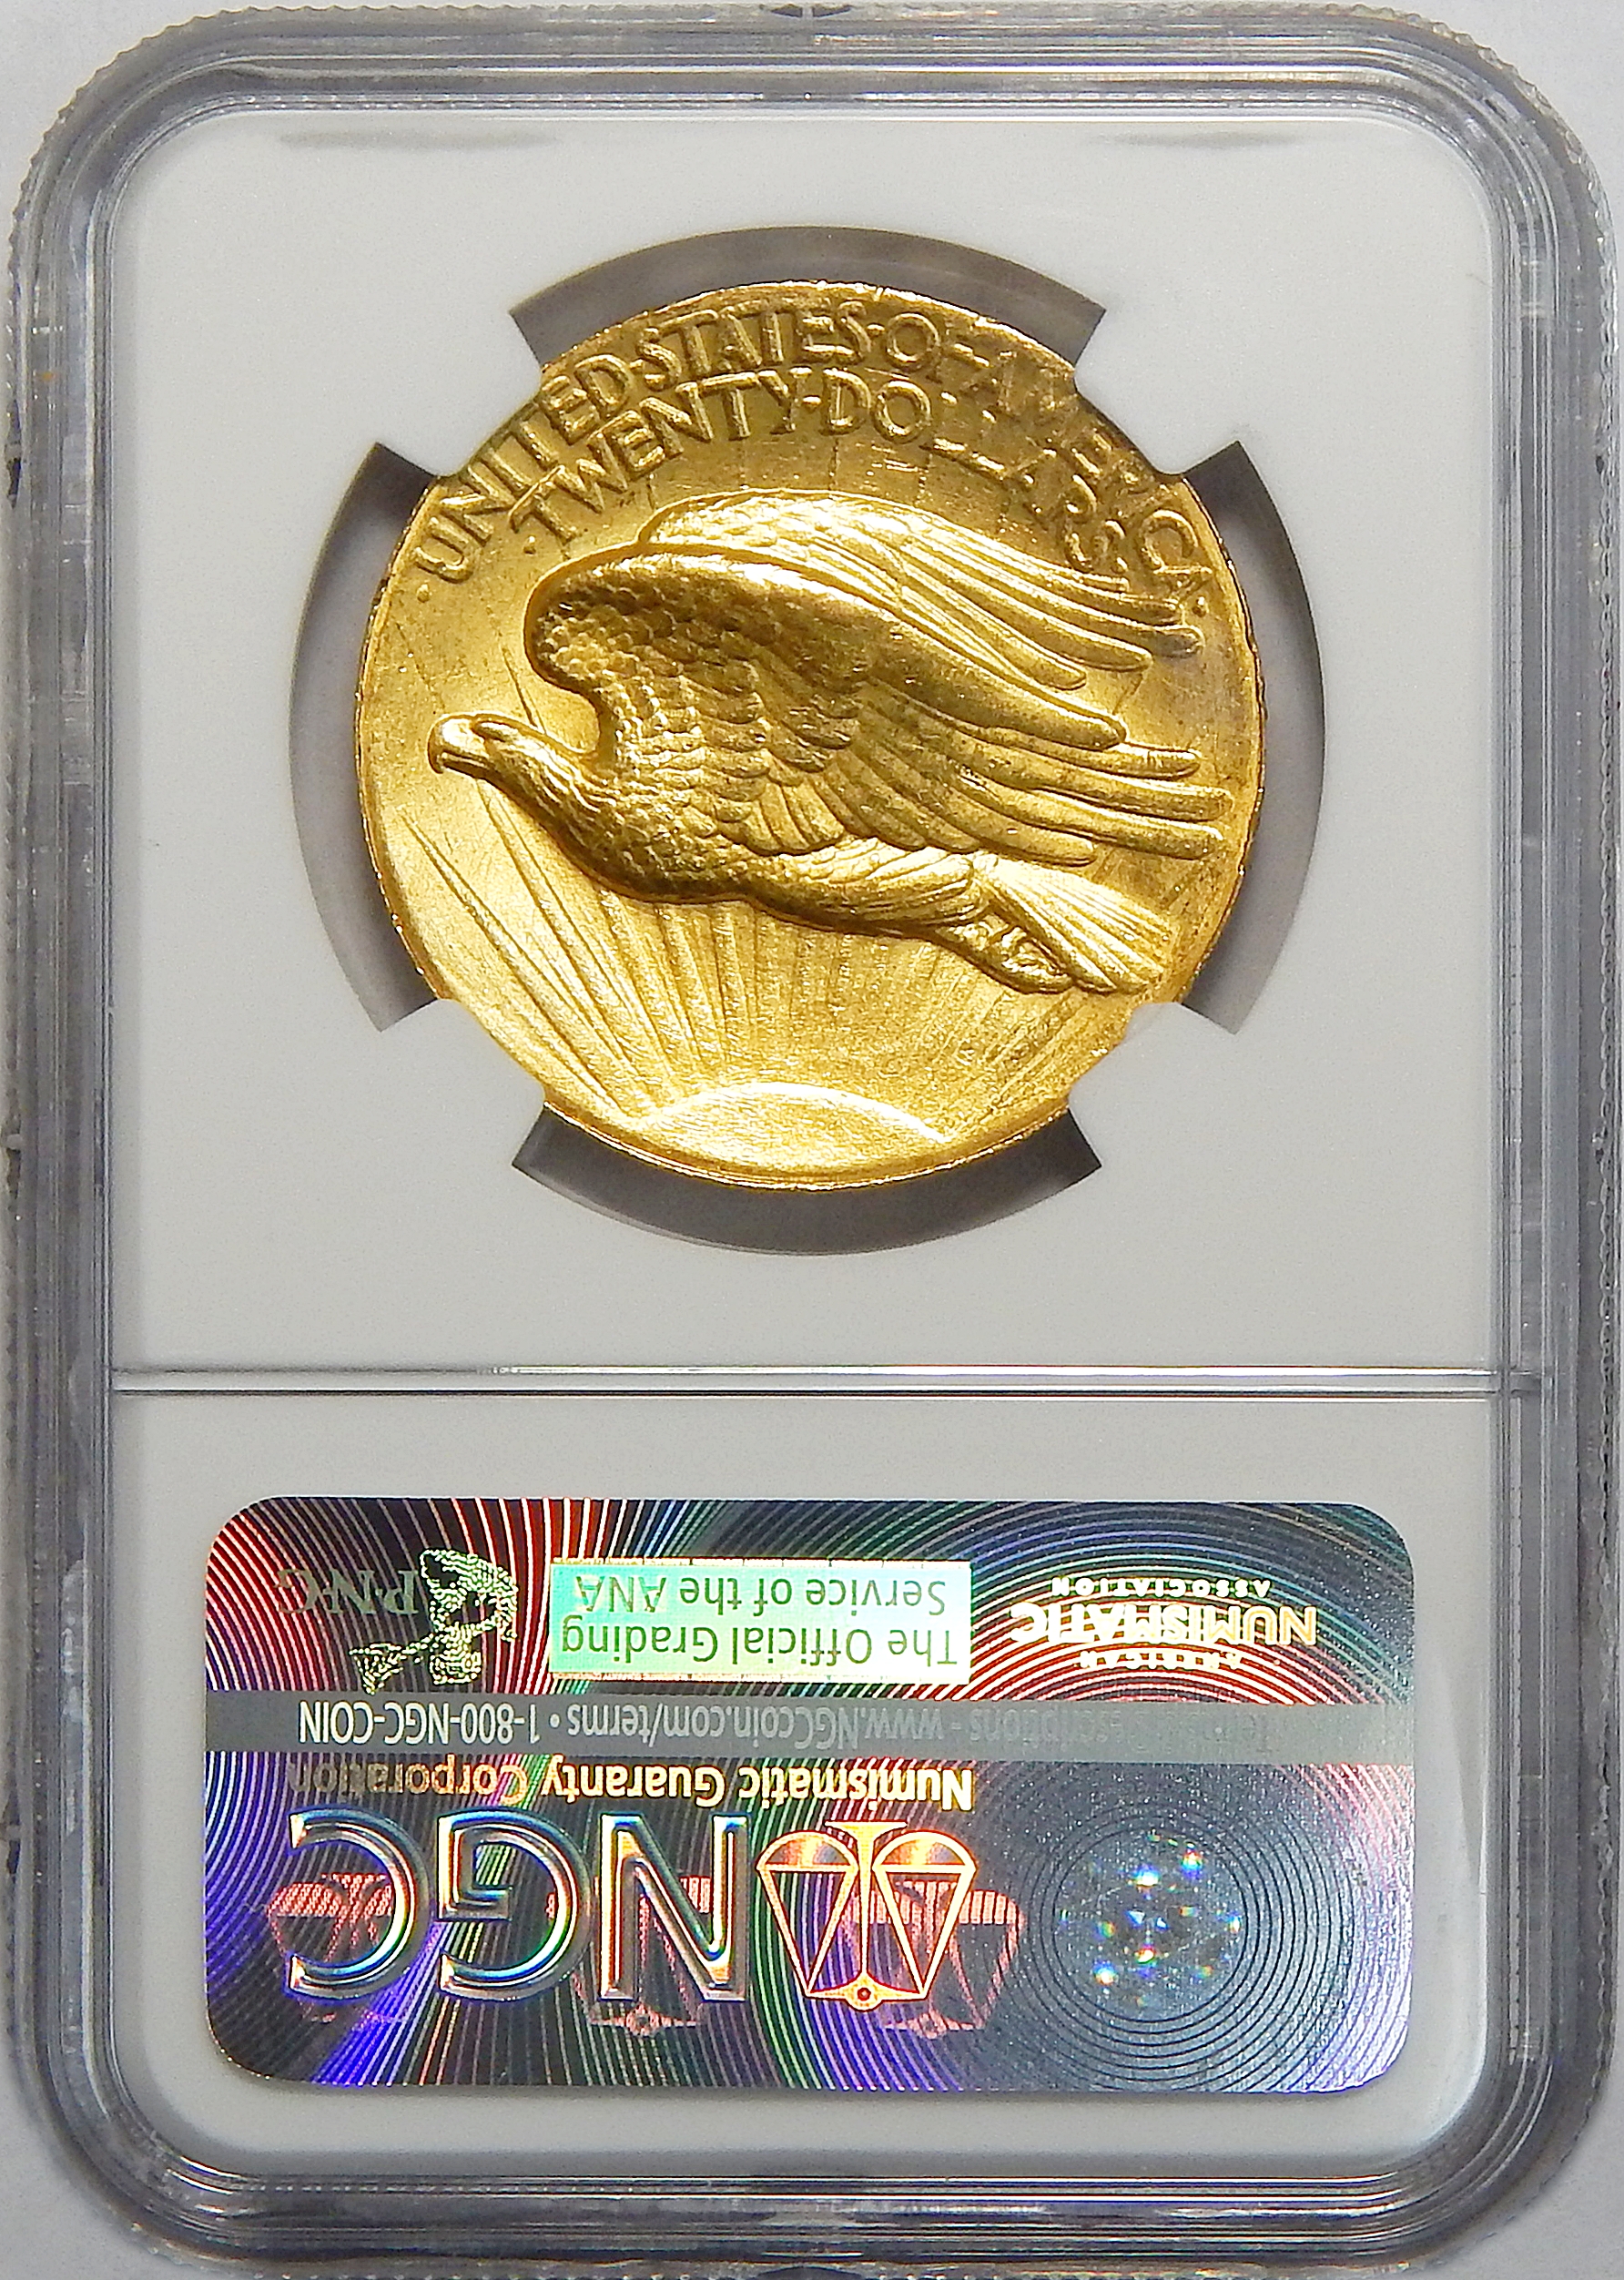 ·UNITED·STATES·OF·AMERICA·
·TWENTY·DOLLARS·
NGC
Numismatic Guaranty Corporation
www.NGCcoin.com/terms • 1-800-NGC-COIN
AMERICAN
NUMISMATIC
ASSOCIATION
The Official Grading
Service of the ANA
P·N·G